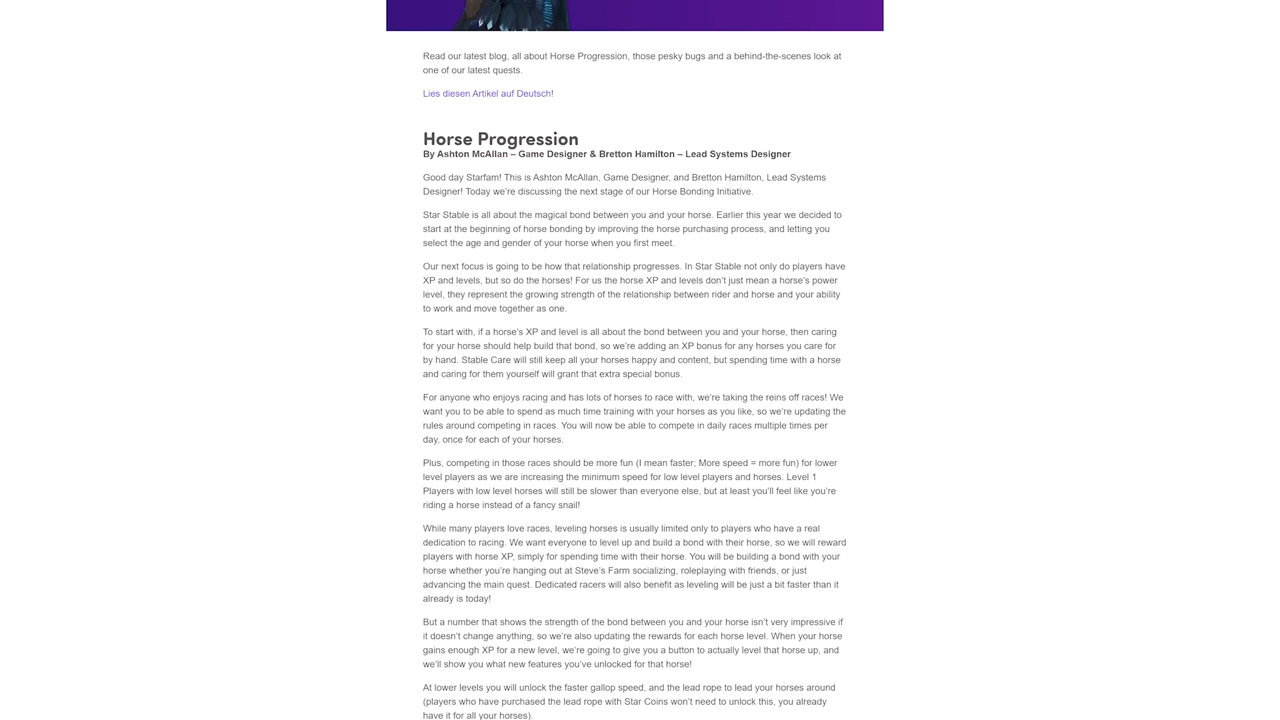 Read our latest blog, all about Horse Progression, those pesky bugs and a behind-the-scenes look at
one of our latest quests.
Lies diesen Artikel auf Deutsch!
Horse Progression
By Ashton McAllan – Game Designer & Bretton Hamilton – Lead Systems Designer
Good day Starfam! This is Ashton McAllan, Game Designer, and Bretton Hamilton, Lead Systems
Designer! Today we're discussing the next stage of our Horse Bonding Initiative.
Star Stable is all about the magical bond between you and your horse. Earlier this year we decided to
start at the beginning of horse bonding by improving the horse purchasing process, and letting you
select the age and gender of your horse when you first meet.
Our next focus is going to be how that relationship progresses. In Star Stable not only do players have
XP and levels, but so do the horses! For us the horse XP and levels don't just mean a horse's power
level, they represent the growing strength of the relationship between rider and horse and your ability
to work and move together as one.
To start with, if a horse's XP and level is all about the bond between you and your horse, then caring
for your horse should help build that bond, so we're adding an XP bonus for any horses you care for
by hand. Stable Care will still keep all your horses happy and content, but spending time with a horse
and caring for them yourself will grant that extra special bonus.
For anyone who enjoys racing and has lots of horses to race with, we're taking the reins off races! We
want you to be able to spend as much time training with your horses as you like, so we're updating the
rules around competing in races. You will now be able to compete in daily races multiple times per
day, once for each of your horses.
Plus, competing in those races should be more fun (I mean faster; More speed = more fun) for lower
level players as we are increasing the minimum speed for low level players and horses. Level 1
Players with low level horses will still be slower than everyone else, but at least you'll feel like you're
riding a horse instead of a fancy snail!
While many players love races, leveling horses is usually limited only to players who have a real
dedication to racing. We want everyone to level up and build a bond with their horse, so we will reward
players with horse XP, simply for spending time with their horse. You will be building a bond with your
horse whether you're hanging out at Steve's Farm socializing, roleplaying with friends, or just
advancing the main quest. Dedicated racers will also benefit as leveling will be just a bit faster than it
already is today!
But a number that shows the strength of the bond between you and your horse isn't very impressive if
it doesn't change anything, so we're also updating the rewards for each horse level. When your horse
gains enough XP for a new level, we're going to give you a button to actually level that horse up, and
we'll show you what new features you've unlocked for that horse!
At lower levels you will unlock the faster gallop speed, and the lead rope to lead your horses around
(players who have purchased the lead rope with Star Coins won't need to unlock this, you already
have it for all your horses).